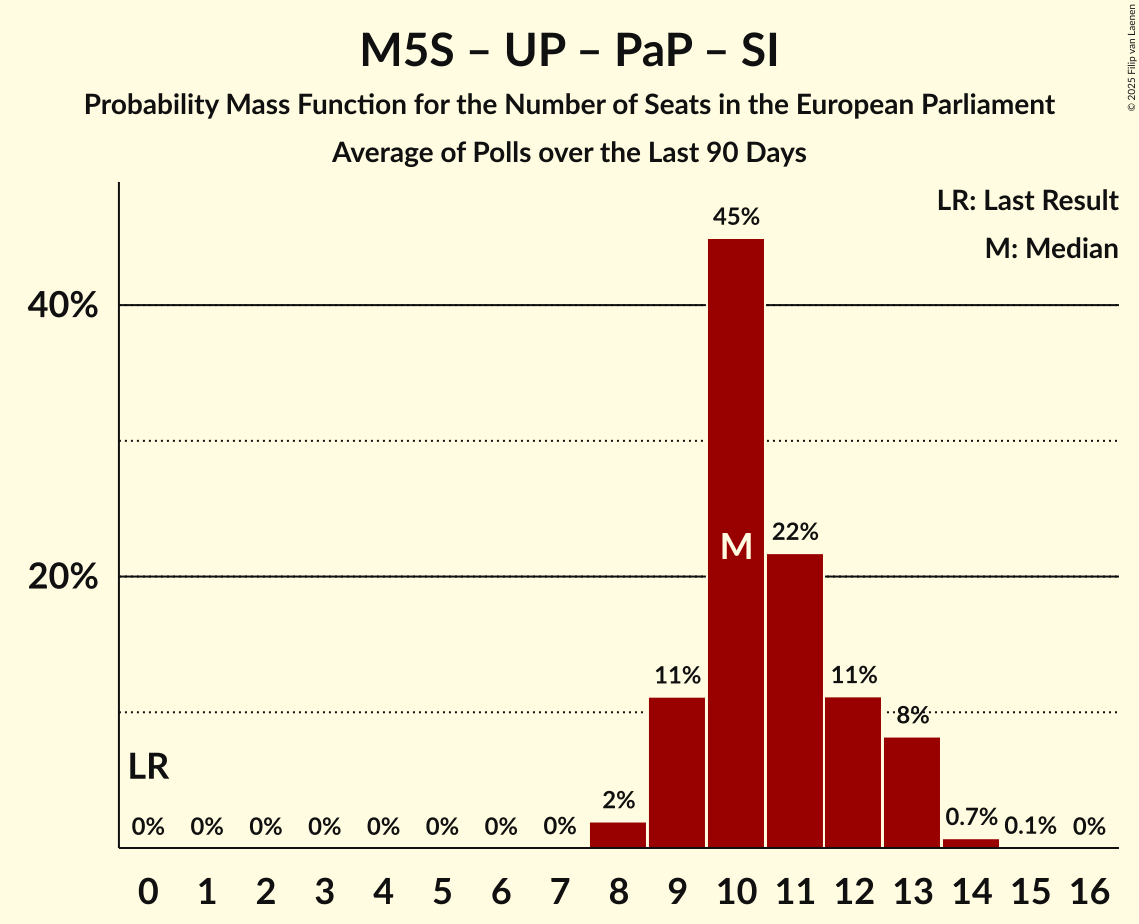 M5S – UP – PaP – SI
Probability Mass Function for the Number of Seats in the European Parliament
Average of Polls over the Last 90 Days
© 2025 Filip van Laenen
LR: Last Result
M: Median
45%
40%
22%
M
20%
11%
11%
8%
LR
2%
0.7%
0.1%
0%
0%
0%
0%
0%
0%
0%
0%
0%
0 1 2 3 4 5 6 7 8 9 10 11 12 13 14 15 16